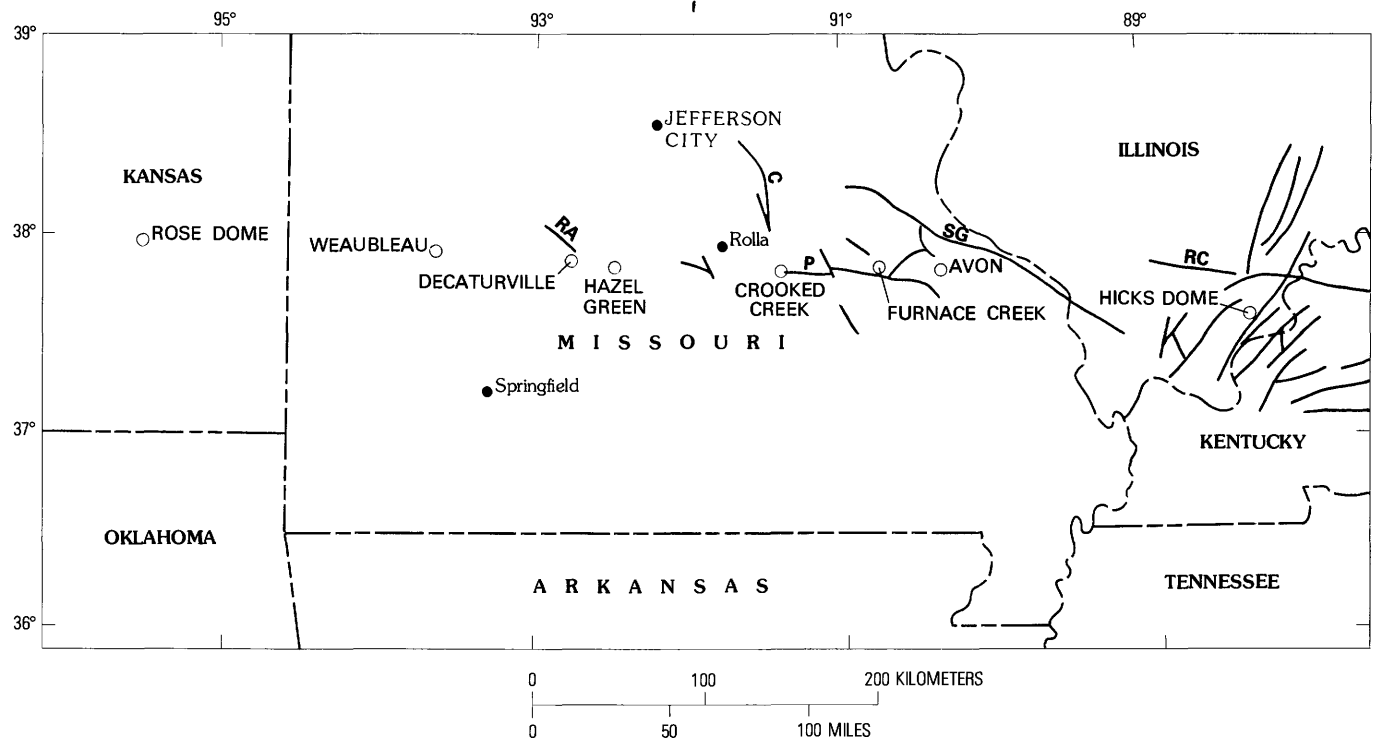 95° 93° 91° 89°
39°
JEFFERSON
CITY
ILLINOIS
KANSAS
C
38°
ROSE DOME
WEAUBLEAU
RA
Rolla
SG
DECATURVILLE
HAZEL
GREEN
P
CROOKED
CREEK
AVON
FURNACE CREEK
RC
HICKS DOME
MISSOURI
Springfield
37°
KENTUCKY
OKLAHOMA
ARKANSAS
TENNESSEE
36°
0 100 200 KILOMETERS
0 50 100 MILES